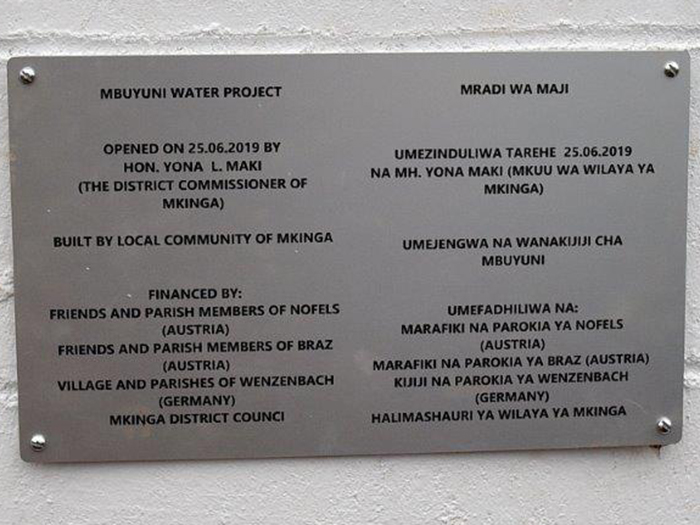 MBUYUNI WATER PROJECT
OPENED ON 25.06.2019 BY
HON. YONA L. MAKI
(THE DISTRICT COMMISSIONER OF
MKINGA)
BUILT BY LOCAL COMMUNITY OF MKINGA
FINANCED BY:
FRIENDS AND PARISH MEMBERS OF NOFELS
(AUSTRIA)
FRIENDS AND PARISH MEMBERS OF BRAZ
(AUSTRIA)
VILLAGE AND PARISHES OF WENZENBACH
(GERMANY)
MKINGA DISTRICT COUNCI
MRADI WA MAJI
UMEZINDULIWA TAREHE 25.06.2019
NA MH. YONA MAKI (MKUU WA WILAYA YA
MKINGA)
UMEJENGWA NA WANAKIJIJI CHA
MBUYUNI
UMEFADHILIWA NA:
MARAFIKI NA PAROKIA YA NOFELS
(AUSTRIA)
MARAFIKI NA PAROKIA YA BRAZ (AUSTRIA)
KIJIJI NA PAROKIA YA WENZENBACH
(GERMANY)
HALIMASHAURI YA WILAYA YA MKINGA